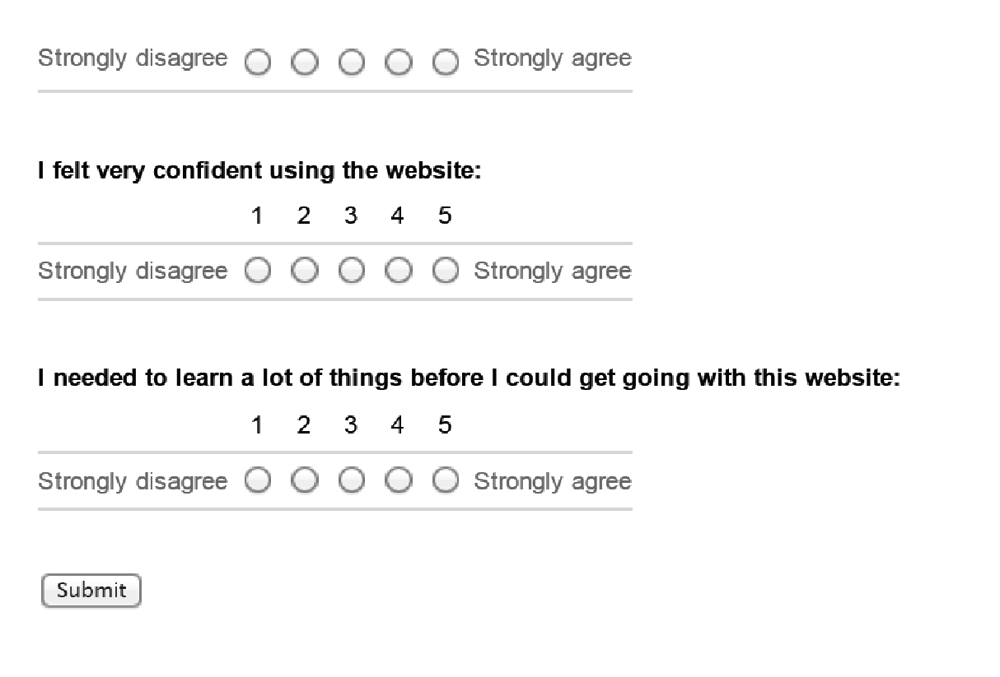 Strongly disagree Strongly agree
I felt very confident using the website:
1 2 3 4 5
Strongly disagree Strongly agree
I needed to learn a lot of things before I could get going with this website:
1 2 3 4 5
Strongly disagree Strongly agree
Submit